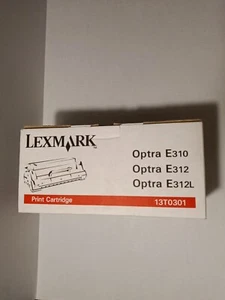 LEXMARK
Optra E310
Optra E312
Optra E312L
Print Cartridge 13T0301